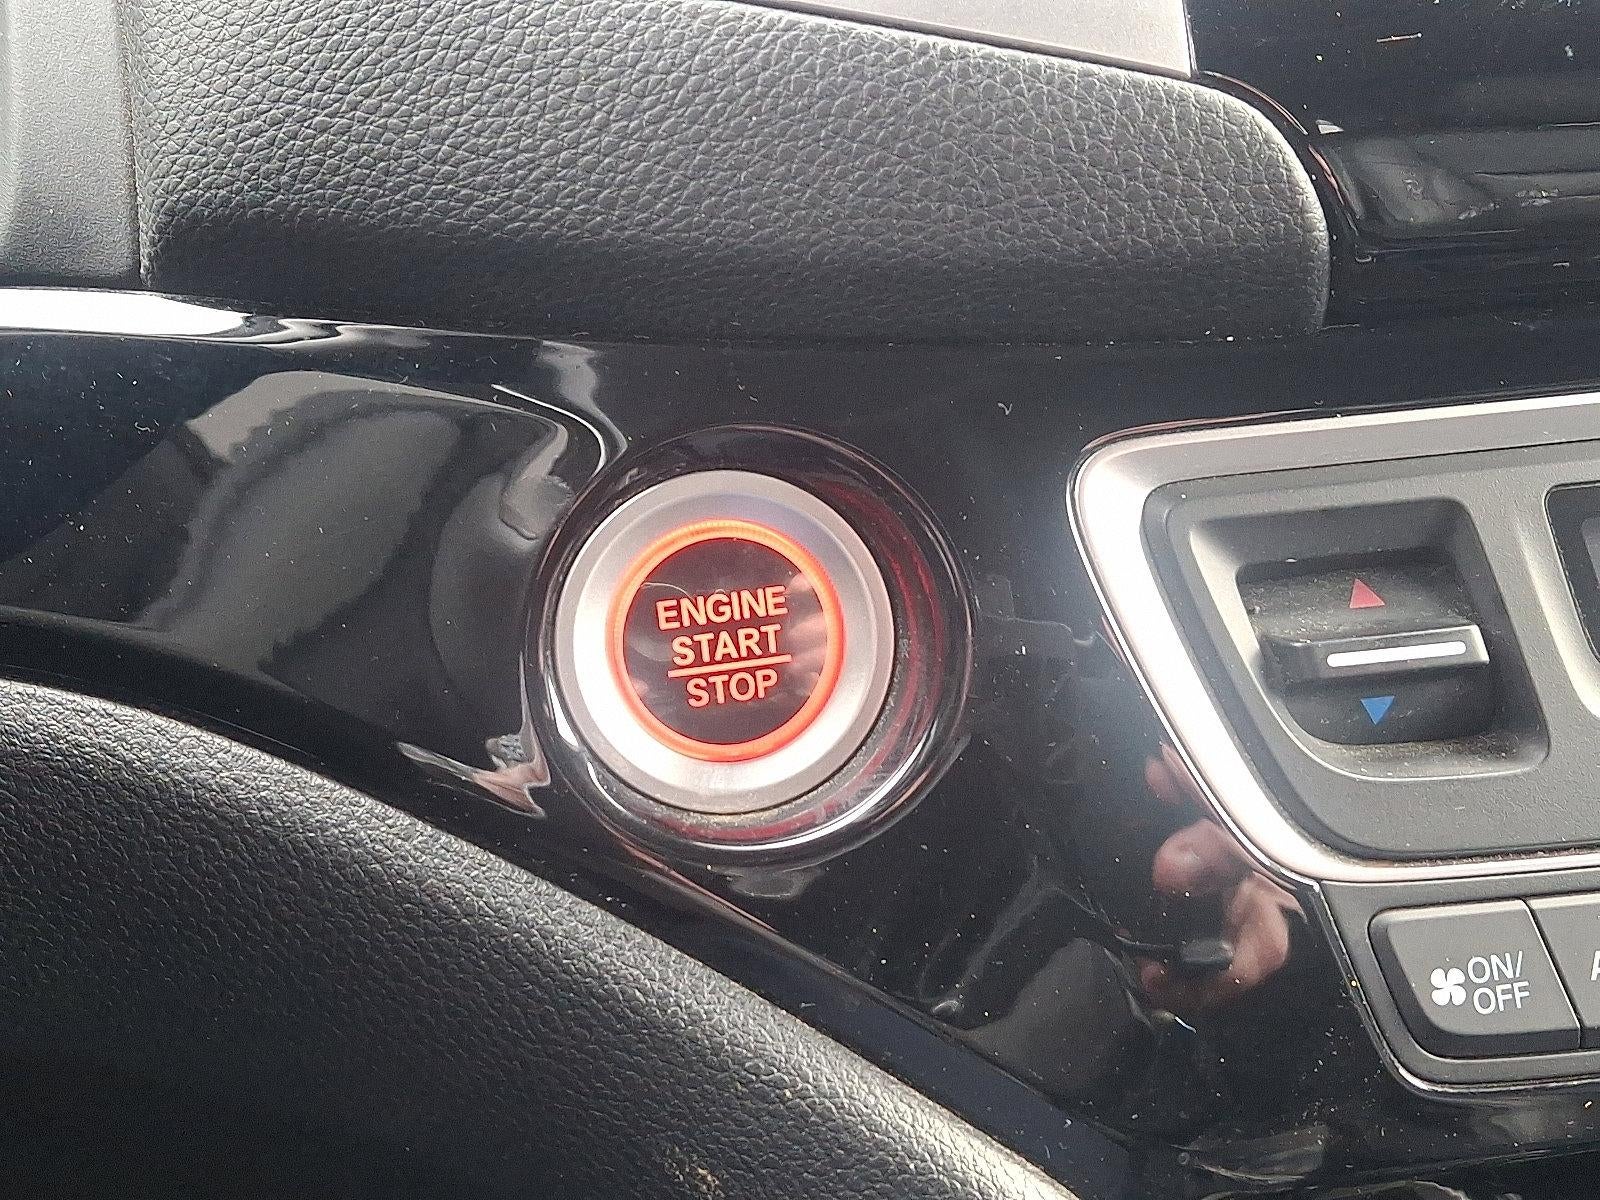 ENGINE
START
STOP
ON/
OFF